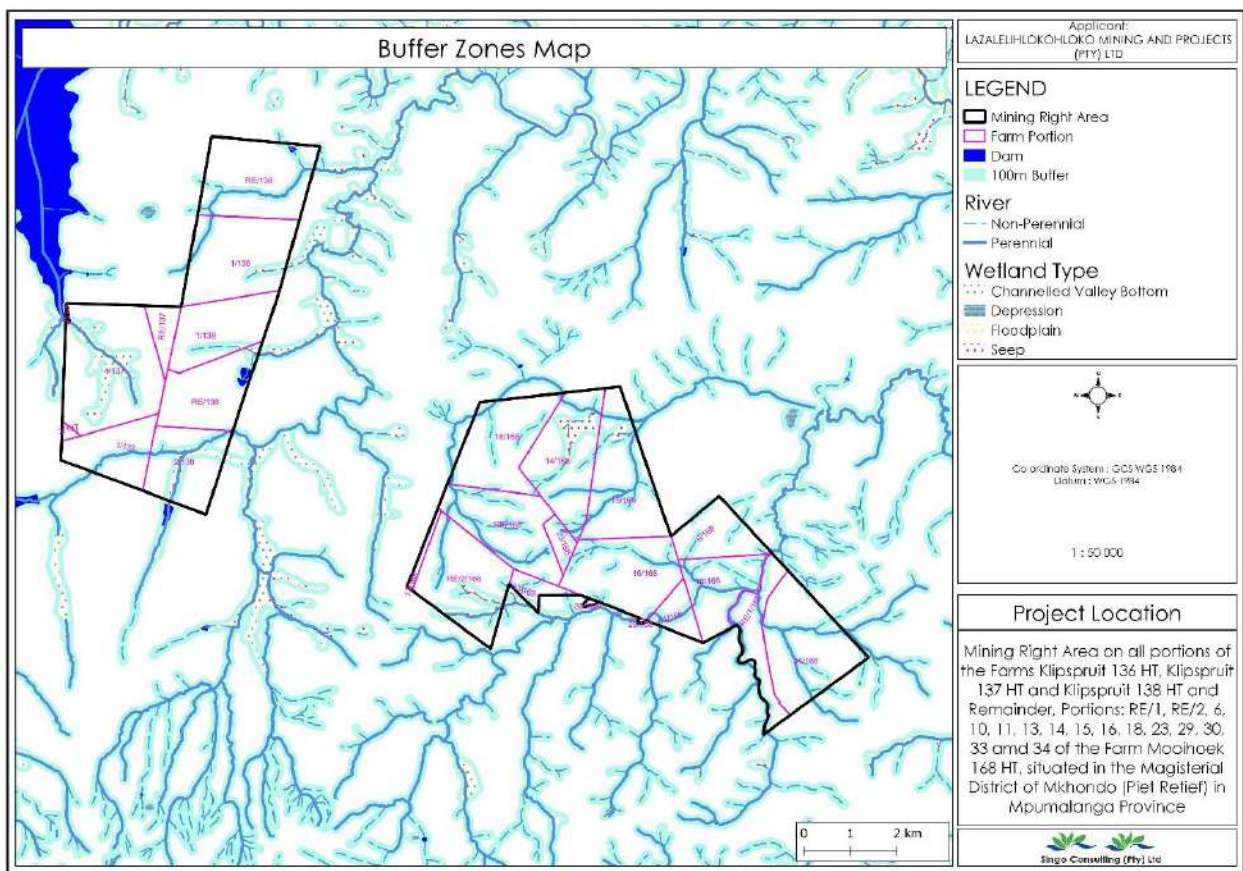 Buffer Zones Map
Applicant:
LAZALELIHLOKOHLOKO MINING AND PROJECTS
(PTY) LTD
LEGEND
Mining Right Area
Farm Portion
Dam
100m Buffer
River
Non-Perennial
Perennial
Wetland Type
Channelled Valley Bottom
Depression
Floodplain
Seep
Co-ordinate System : GCS WGS 1984
Datum : WGS 1984
1 : 50 000
Project Location
Mining Right Area on all portions of
the Farms Klipspruit 136 HT, Klipspruit
137 HT and Klipspruit 138 HT and
Remainder, Portions: RE/1, RE/2, 6,
10, 11, 13, 14, 15, 16, 18, 23, 29, 30,
33 amd 34 of the Farm Mooihoek
168 HT, situated in the Magisterial
District of Mkhondo (Piet Retief) in
Mpumalanga Province
Singo Consulting (Pty) Ltd
0 1 2 km
1/138
RE/137
1/138
RE/138
18/168
14/168
RE/2/168
16/168